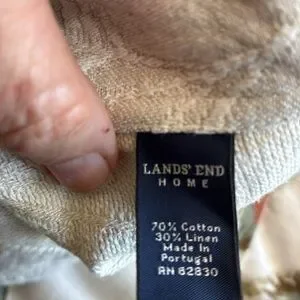 LANDS' END
HOME
70% Cotton
30% Linen
Made In
Portugal
RN 62830